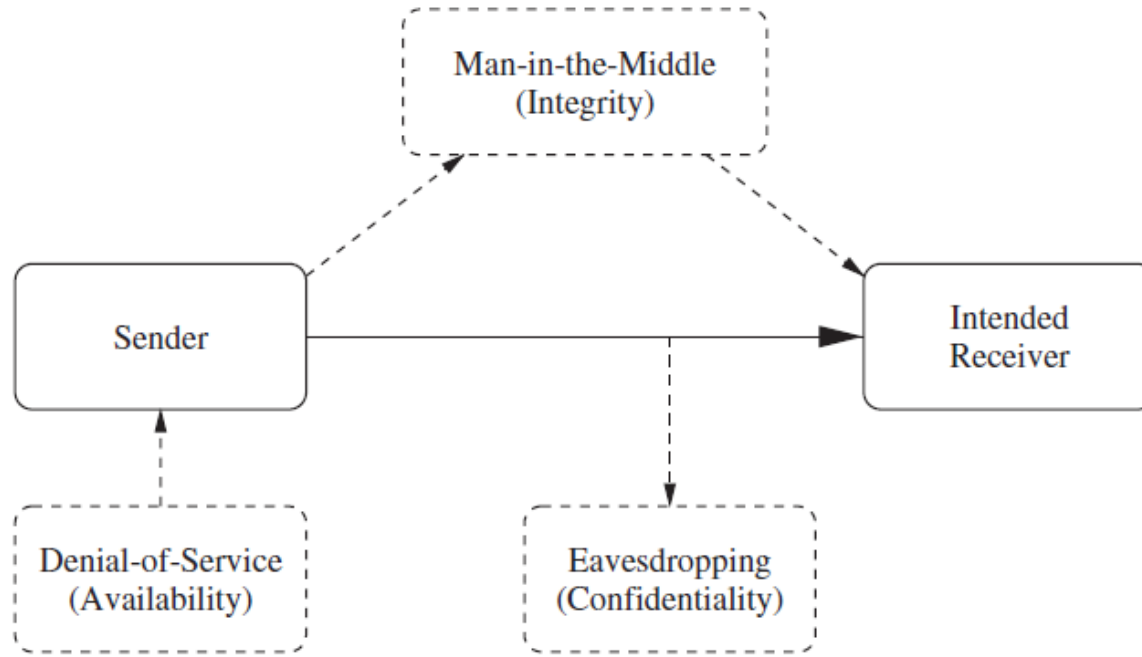 Man-in-the-Middle
(Integrity)
Sender
Intended
Receiver
Denial-of-Service
(Availability)
Eavesdropping
(Confidentiality)